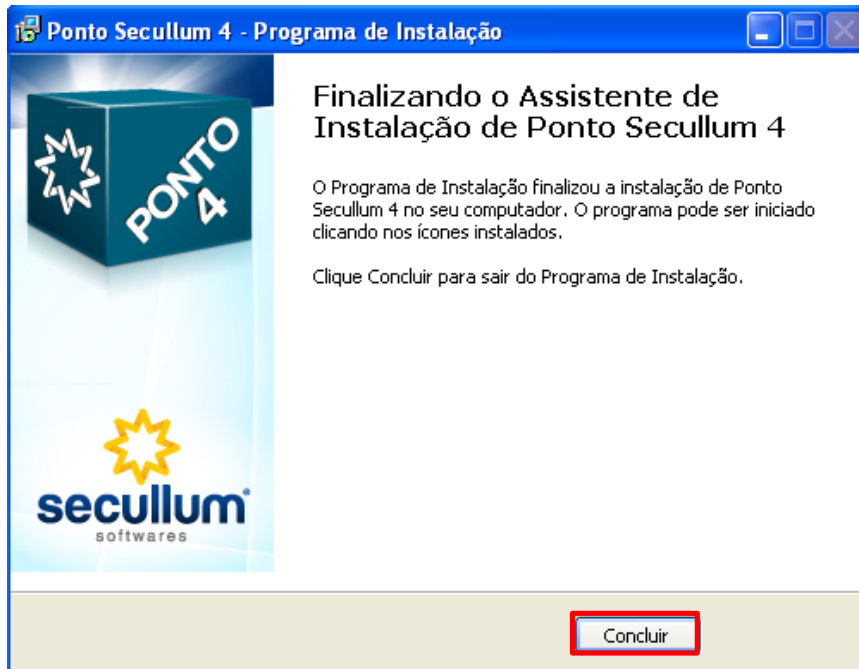 Ponto Secullum 4 - Programa de Instalação
PONTO
4
Finalizando o Assistente de
Instalação de Ponto Secullum 4
O Programa de Instalação finalizou a instalação de Ponto
Secullum 4 no seu computador. O programa pode ser iniciado
clicando nos ícones instalados.
Clique Concluir para sair do Programa de Instalação.
secullum®
softwares
Concluir